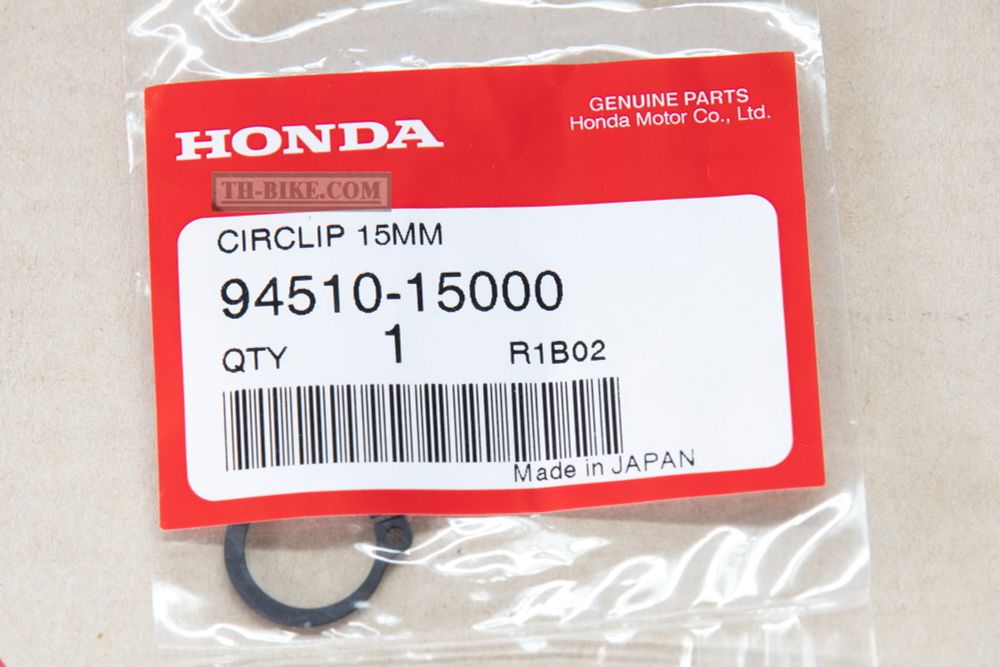 GENUINE PARTS
Honda Motor Co., Ltd.
HONDA
TH-BIKE.COM
CIRCLIP 15MM
94510-15000
QTY 1 R1B02
Made in JAPAN